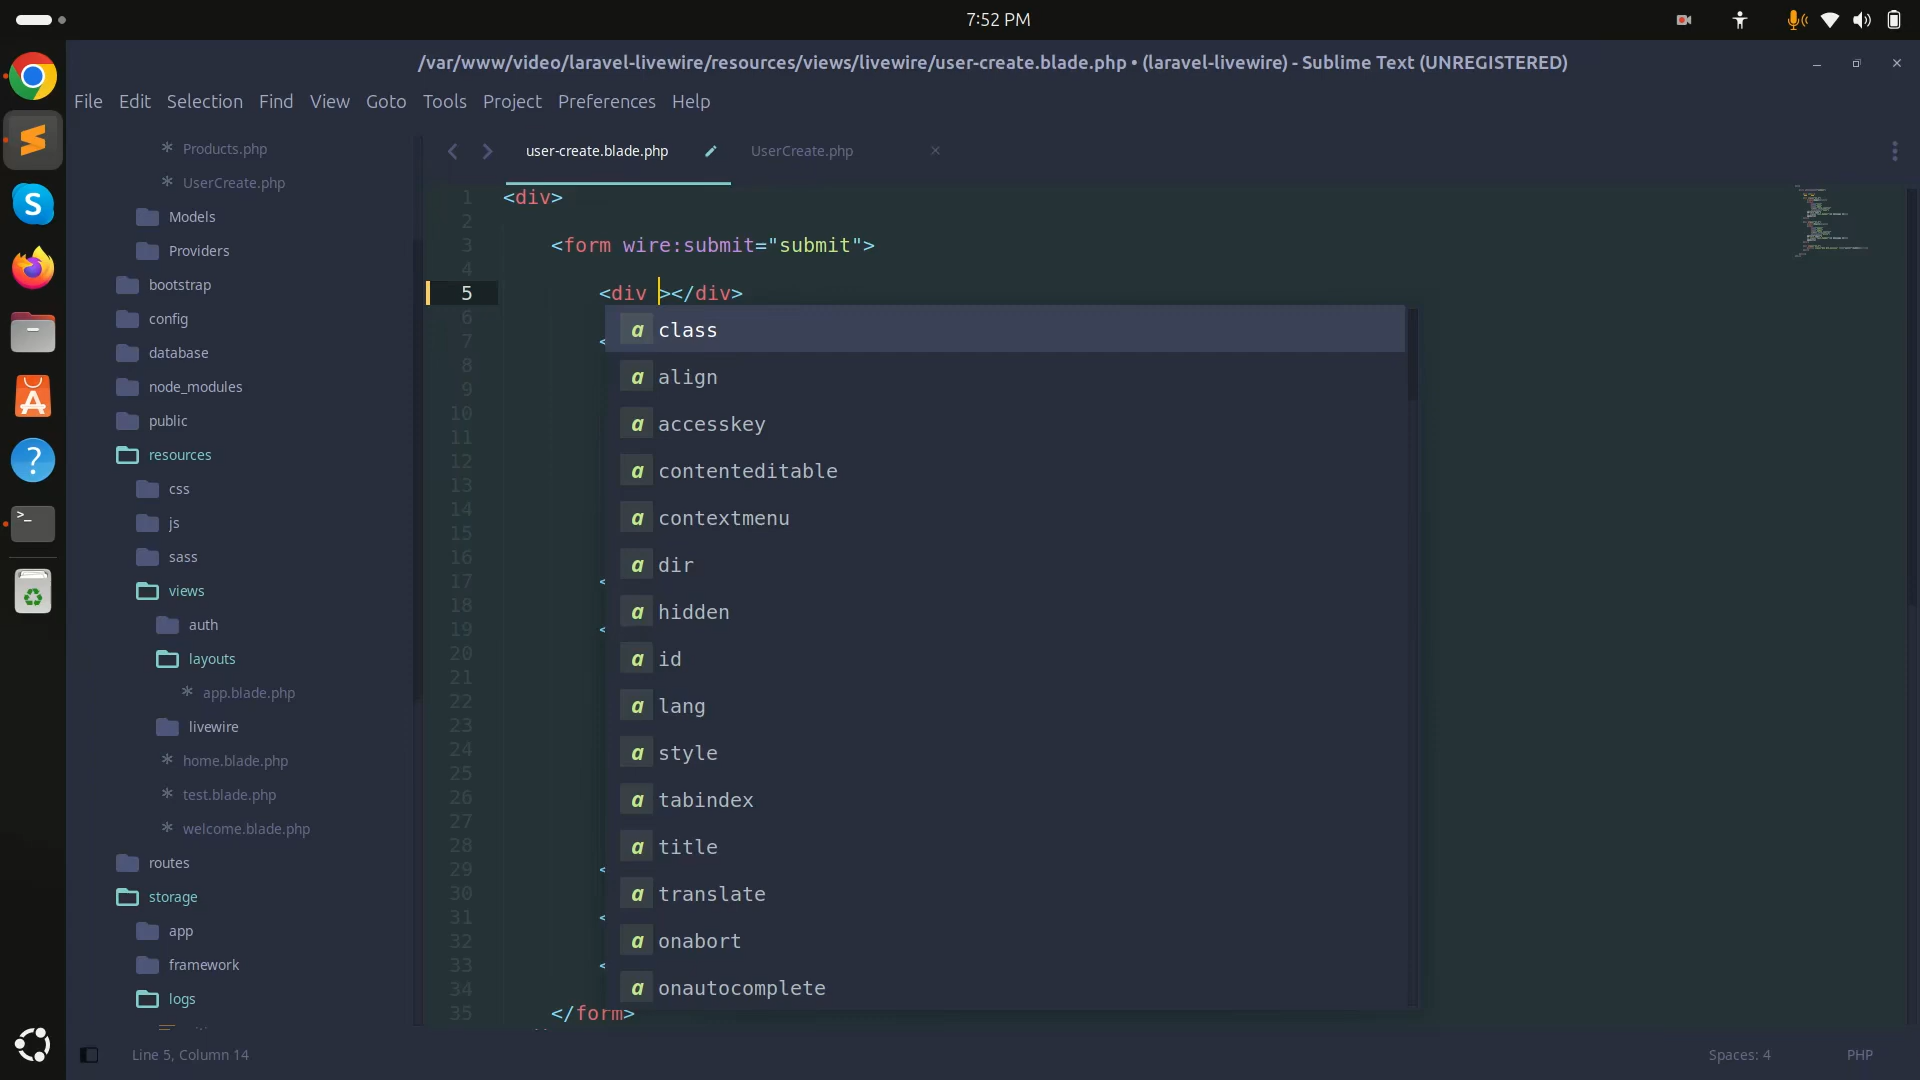 7:52 PM
/var/www/video/laravel-livewire/resources/views/livewire/user-create.blade.php • (laravel-livewire) - Sublime Text (UNREGISTERED)
File Edit Selection Find View Goto Tools Project Preferences Help
Products.php
UserCreate.php
Models
Providers
bootstrap
config
database
node_modules
public
resources
css
js
sass
views
auth
layouts
app.blade.php
livewire
home.blade.php
test.blade.php
welcome.blade.php
routes
storage
app
framework
logs
user-create.blade.php UserCreate.php
1 <div>
2
3 <form wire:submit="submit">
4
5 <div ></div>
6
7 <
8
9
10
11
12
13
14
15
16
17 <
18
19 <
20
21
22
23
24
25
26
27
28
29 <
30
31 <
32
33 <
34
35 </form>
a class
a align
a accesskey
a contenteditable
a contextmenu
a dir
a hidden
a id
a lang
a style
a tabindex
a title
a translate
a onabort
a onautocomplete
Line 5, Column 14 Spaces: 4 PHP